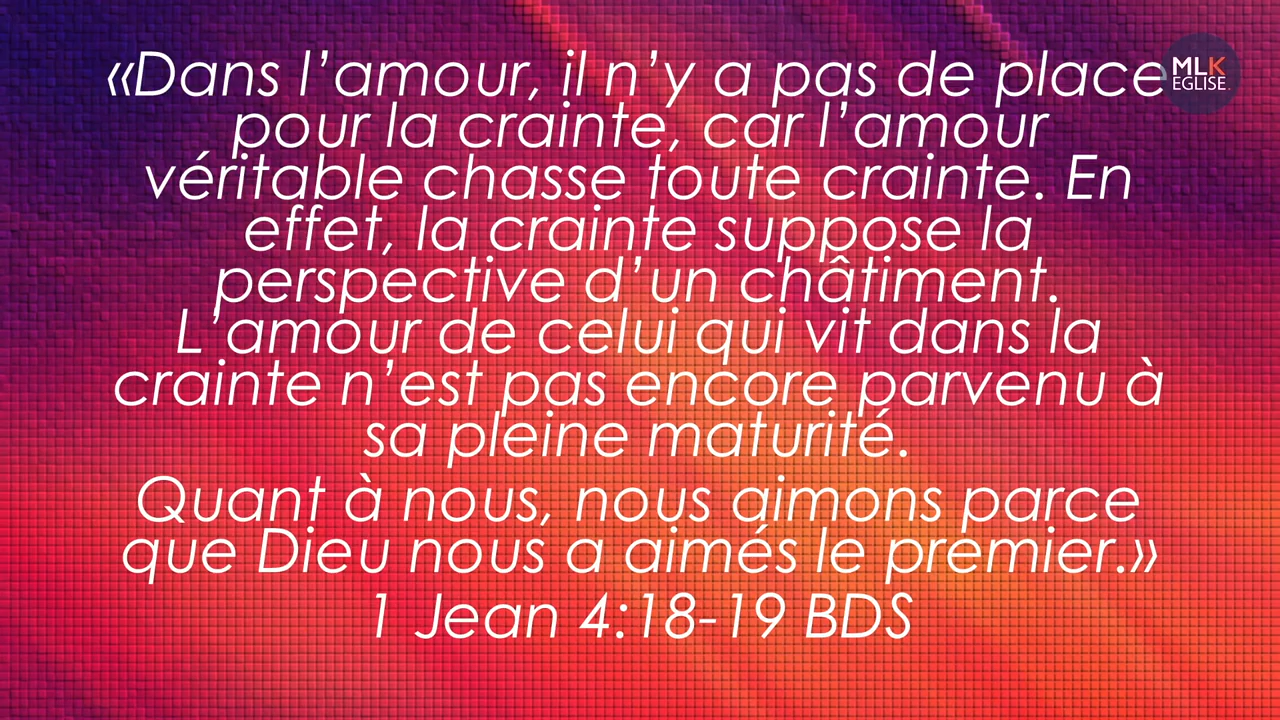 «Dans l’amour, il n’y a pas de place
MLK
EGLISE
pour la crainte, car l’amour
véritable chasse toute crainte. En
effet, la crainte suppose la
perspective d’un châtiment.
L’amour de celui qui vit dans la
crainte n’est pas encore parvenu à
sa pleine maturité.
Quant à nous, nous aimons parce
que Dieu nous a aimés le premier.»
1 Jean 4:18-19 BDS